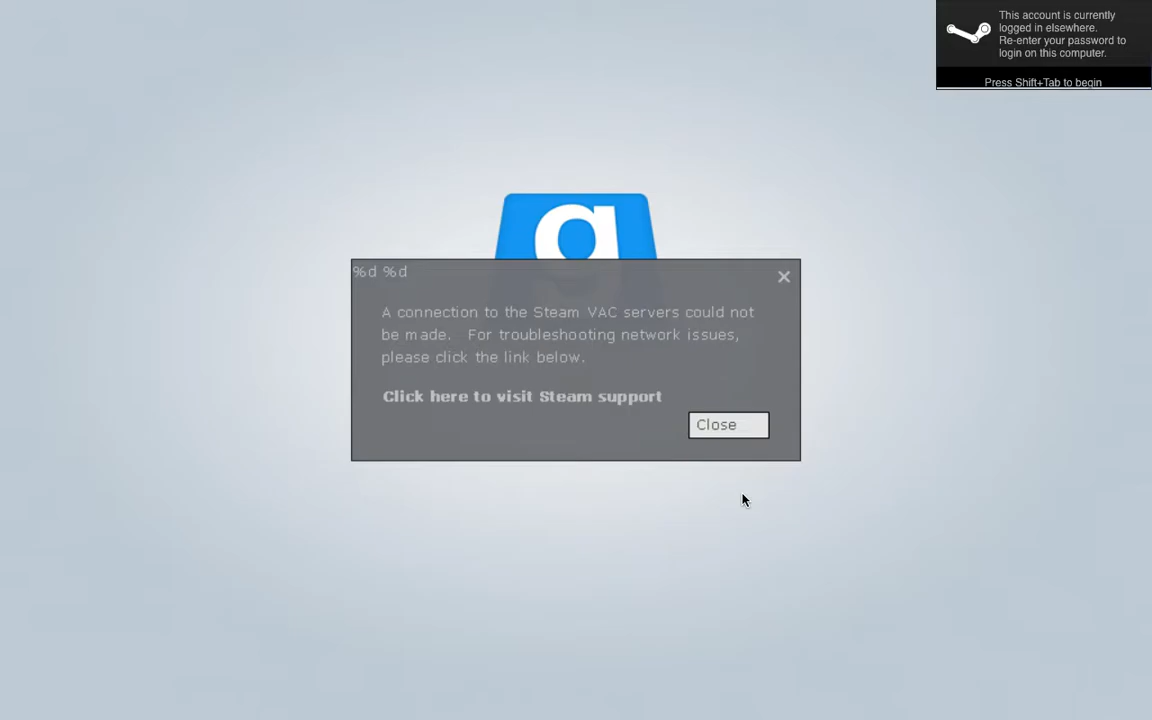 This account is currently
logged in elsewhere.
Re-enter your password to
login on this computer.
Press Shift+Tab to begin
g
%d %d
A connection to the Steam VAC servers could not
be made. For troubleshooting network issues,
please click the link below.
Click here to visit Steam support
Close